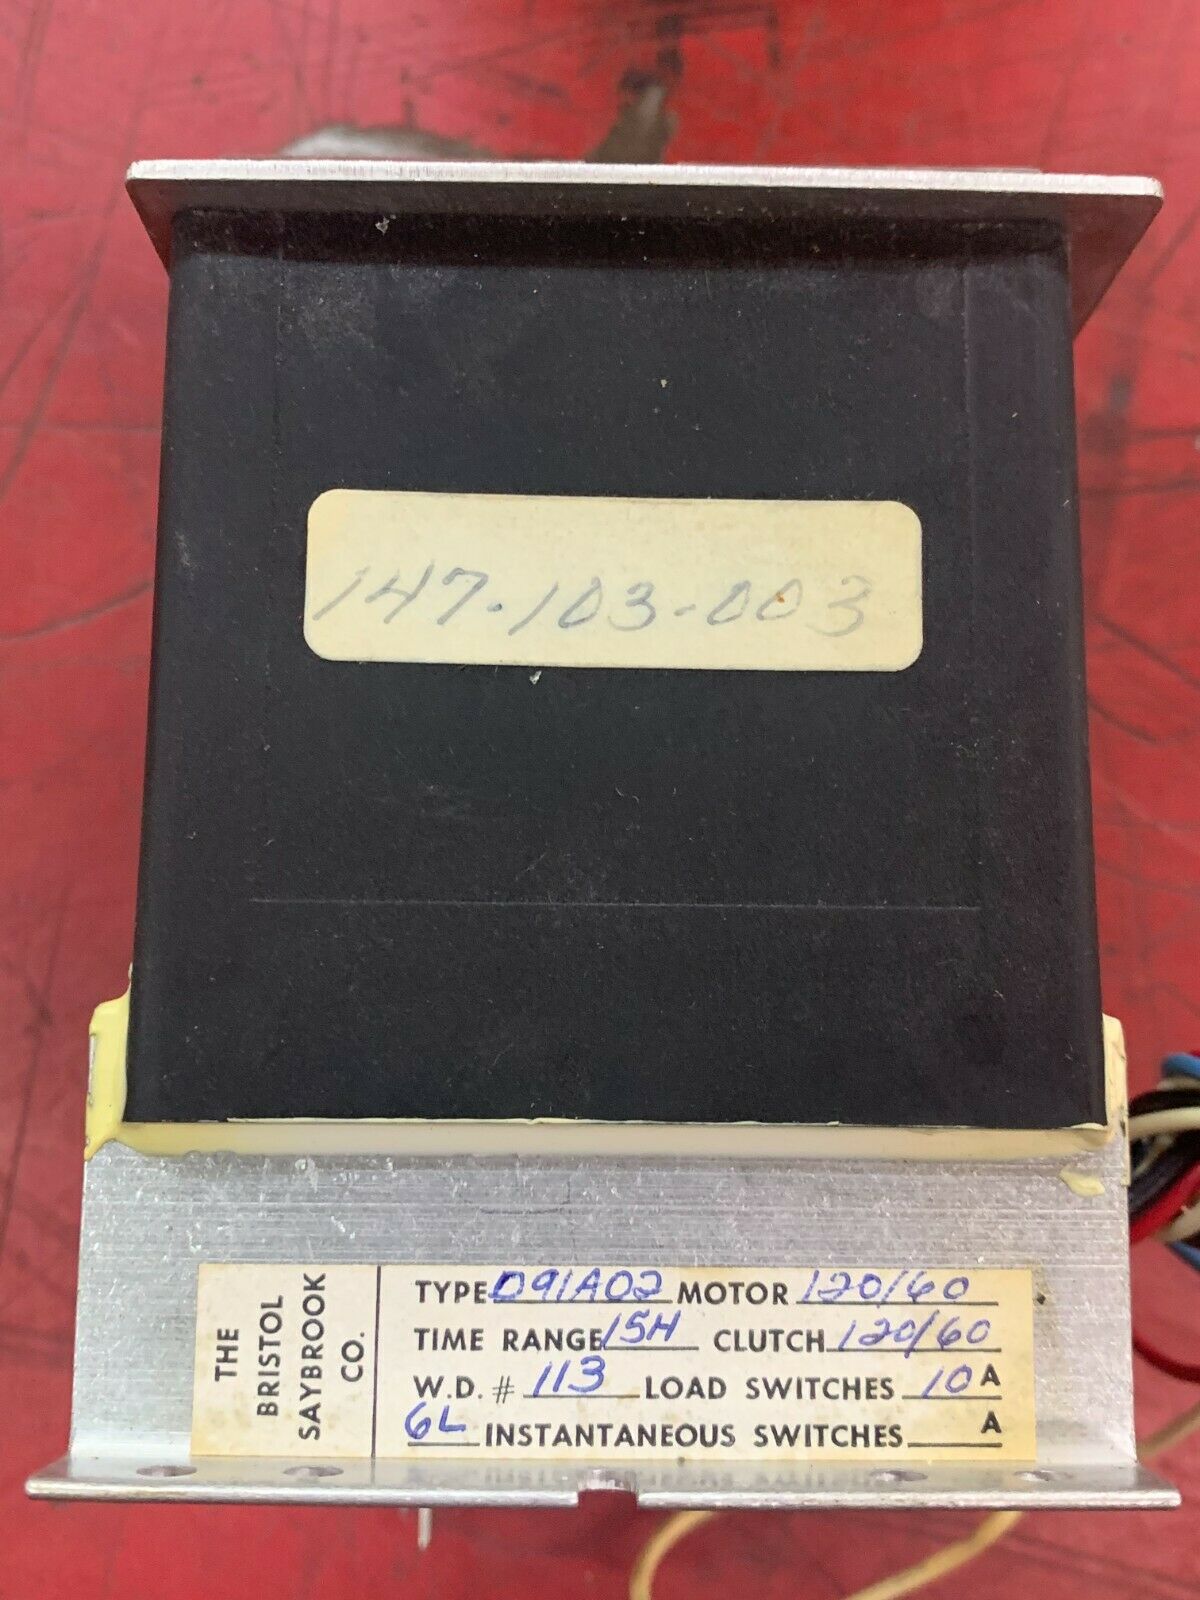 147-103-003
THE
BRISTOL
SAYBROOK
CO.
TYPE D91A02 MOTOR 120/60
TIME RANGE 15H CLUTCH 120/60
W.D. # 113 LOAD SWITCHES 10 A
6L INSTANTANEOUS SWITCHES A